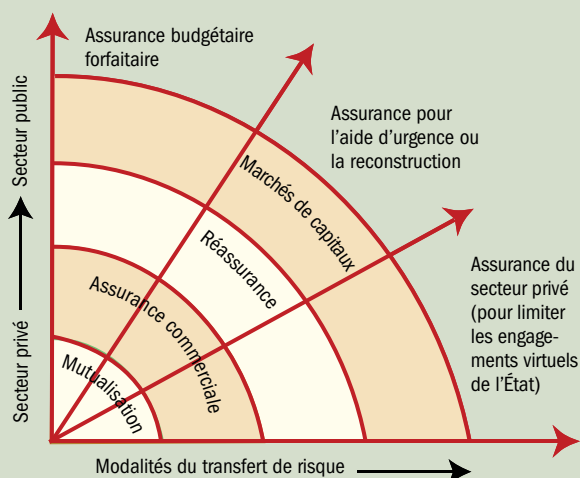 Assurance budgétaire
forfaitaire
Assurance pour
l'aide d'urgence ou
la reconstruction
Assurance du
secteur privé
(pour limiter
les engage-
ments virtuels
de l'État)
Secteur public
Secteur privé
Marchés de capitaux
Réassurance
Assurance commerciale
Mutualisation
Modalités du transfert de risque